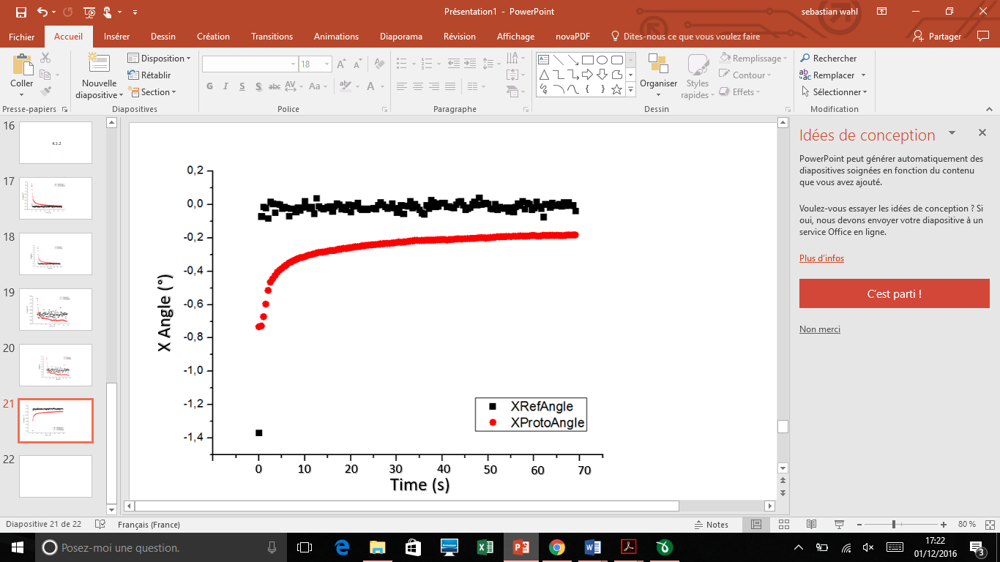 Présentation1 - PowerPoint
sebastian wahl
Fichier Accueil Insérer Dessin Création Transitions Animations Diaporama Révision Affichage novaPDF Dites-nous ce que vous voulez faire Partager
Coller
Presse-papiers
Nouvelle
diapositive
Disposition
Rétablir
Section
Diapositives
18
G I S S abc AV Aa A
Police
Paragraphe
Organiser
Styles
rapides
Remplissage
Contour
Effets
Dessin
Rechercher
Remplacer
Sélectionner
Modification
16
4.3.2
17
18
19
20
21
22
0,2
0,0
-0,2
-0,4
-0,6
-0,8
-1,0
-1,2
-1,4
X Angle (°)
0 10 20 30 40 50 60 70
Time (s)
XRefAngle
XProtoAngle
Idées de conception
PowerPoint peut générer automatiquement des
diapositives soignées en fonction du contenu
que vous avez ajouté.
Voulez-vous essayer les idées de conception ? Si
oui, nous devons envoyer votre diapositive à un
service Office en ligne.
Plus d'infos
C'est parti !
Non merci
Diapositive 21 de 22 Français (France) Notes 80 %
Posez-moi une question.
17:22
01/12/2016
3